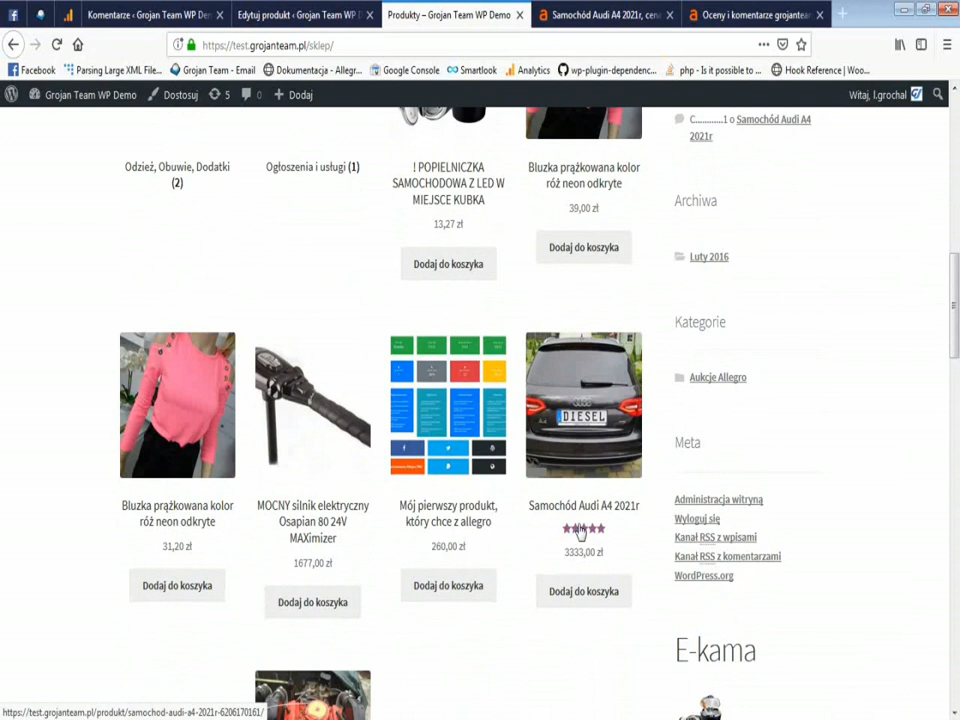 Komentarze ‹ Grojan Team WP De
Edytuj produkt ‹ Grojan Team WP D
Produkty – Grojan Team WP Demo
Samochód Audi A4 2021r, cena
Oceny i komentarze grojantea
https://test.grojanteam.pl/sklep/
Facebook
Parsing Large XML File...
Grojan Team - Email
Dokumentacja - Allegr...
Google Console
Smartlook
Analytics
wp-plugin-dependenc...
php - Is it possible to ...
Hook Reference | Woo...
Grojan Team WP Demo
Dostosuj
5
0
Dodaj
Witaj, l.grochal
C............1 o Samochód Audi A4
2021r
Odzież, Obuwie, Dodatki
(2)
Ogłoszenia i usługi (1)
! POPIELNICZKA
SAMOCHODOWA Z LED W
MIEJSCE KUBKA
13,27 zł
Dodaj do koszyka
Bluzka prążkowana kolor
róż neon odkryte
39,00 zł
Dodaj do koszyka
Archiwa
Luty 2016
Kategorie
Aukcje Allegro
Meta
Administracja witryną
Wyloguj się
Kanał RSS z wpisami
Kanał RSS z komentarzami
WordPress.org
DIESEL
Bluzka prążkowana kolor
róż neon odkryte
31,20 zł
Dodaj do koszyka
MOCNY silnik elektryczny
Osapian 80 24V
MAXimizer
1677,00 zł
Dodaj do koszyka
Mój pierwszy produkt,
który chce z allegro
260,00 zł
Dodaj do koszyka
Samochód Audi A4 2021r
3333,00 zł
Dodaj do koszyka
E-kama
https://test.grojanteam.pl/produkt/samochod-audi-a4-2021r-6206170161/